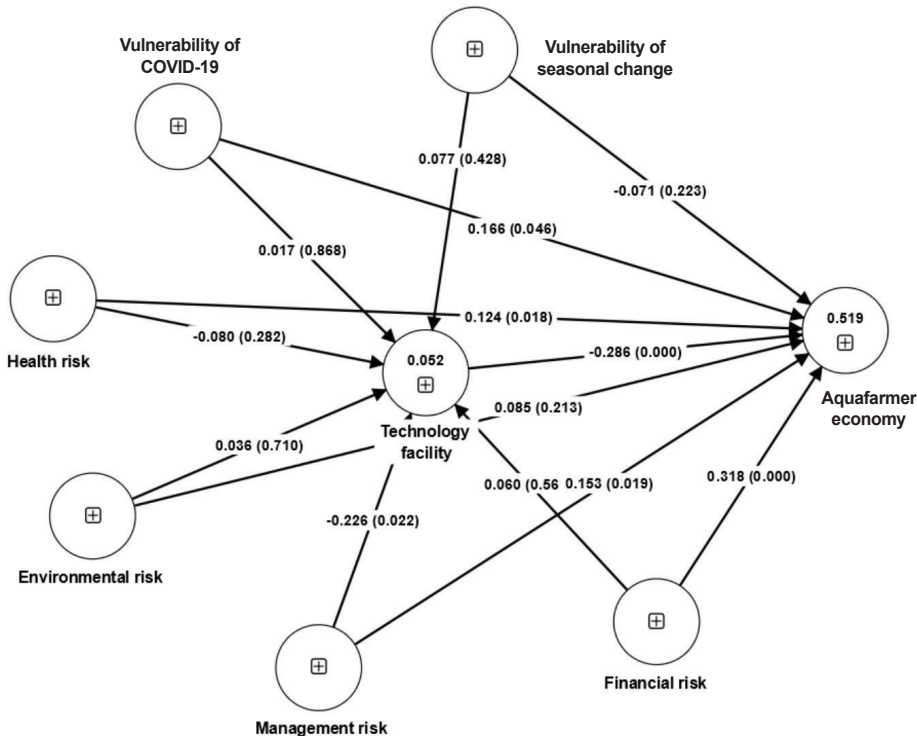 Vulnerability of
COVID-19
Vulnerability of
seasonal change
0.077 (0.428)
-0.071 (0.223)
0.166 (0.046)
0.017 (0.868)
0.124 (0.018)
0.519
-0.080 (0.282)
-0.286 (0.000)
Health risk
0.052
Aquafarmer
economy
0.085 (0.213)
Technology
facility
0.036 (0.710)
0.060 (0.56
0.153 (0.019)
0.318 (0.000)
-0.226 (0.022)
Environmental risk
Financial risk
Management risk